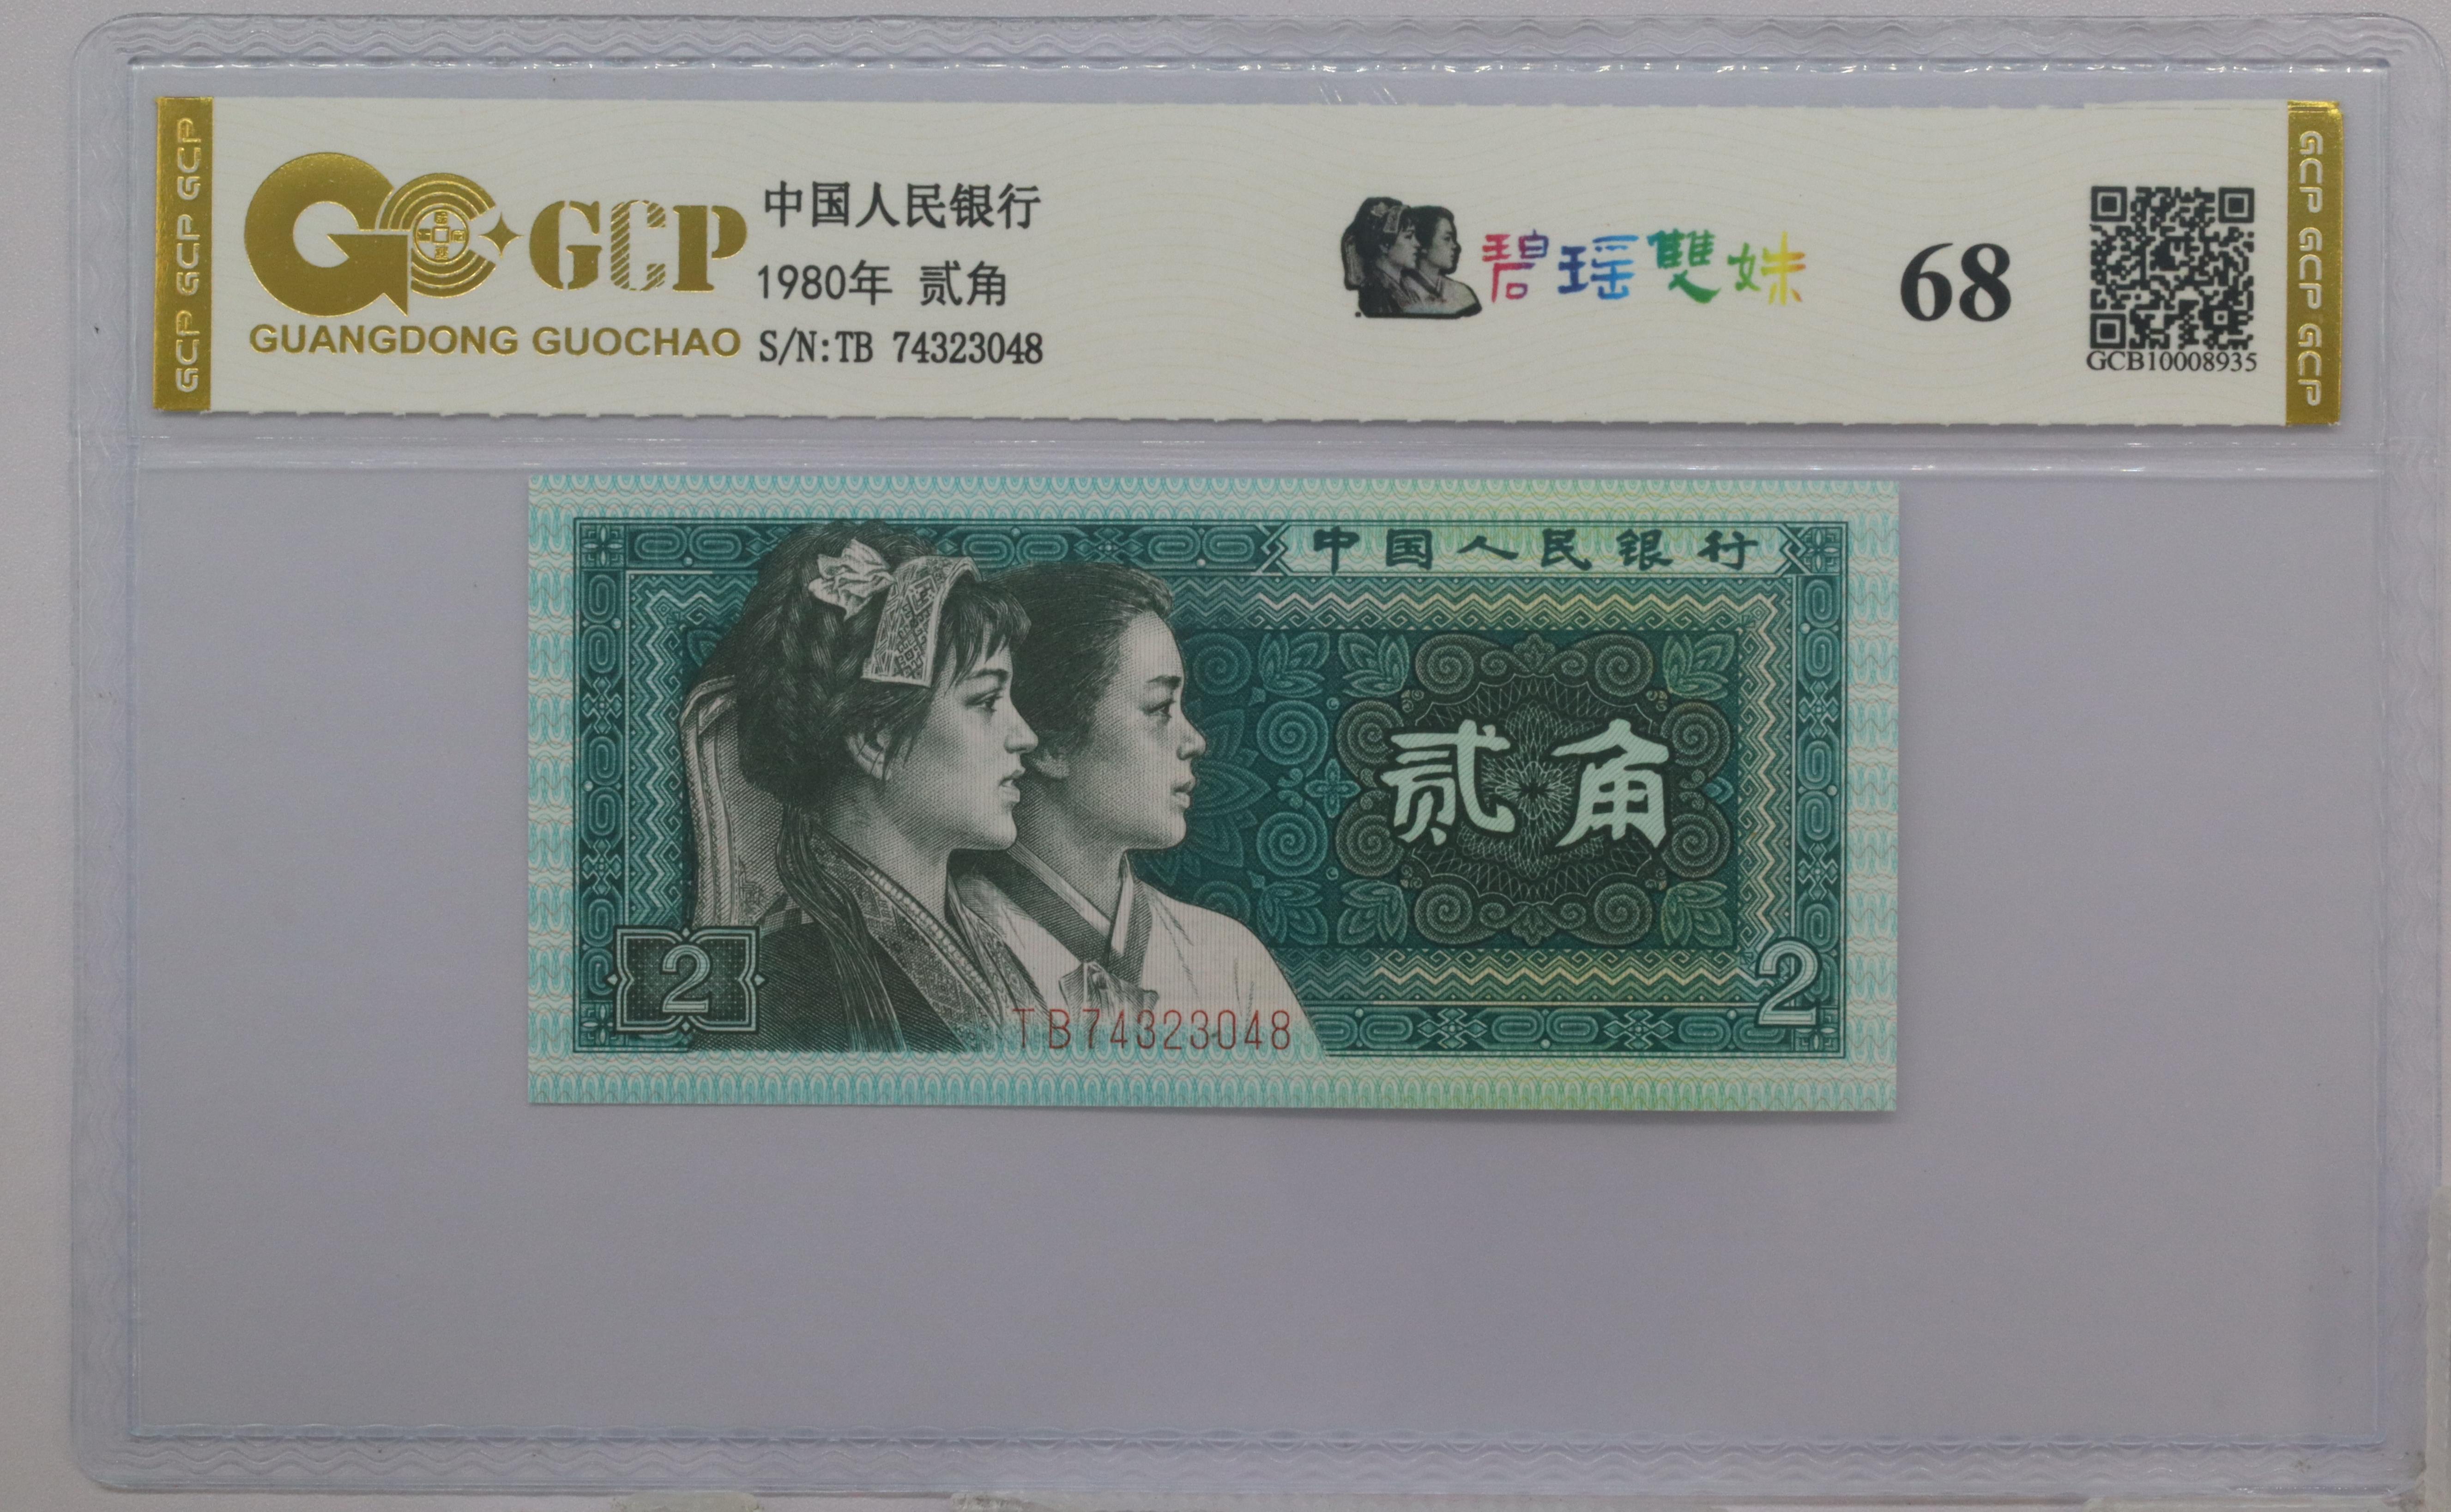 GCP GCP GCP
GCP
GUANGDONG GUOCHAO
中国人民银行
1980年 贰角
S/N:TB 74323048
碧瑶雙妹
68
GCB10008935
GCP GCP GCP
中国人民银行
贰角
2
2
TB74323048